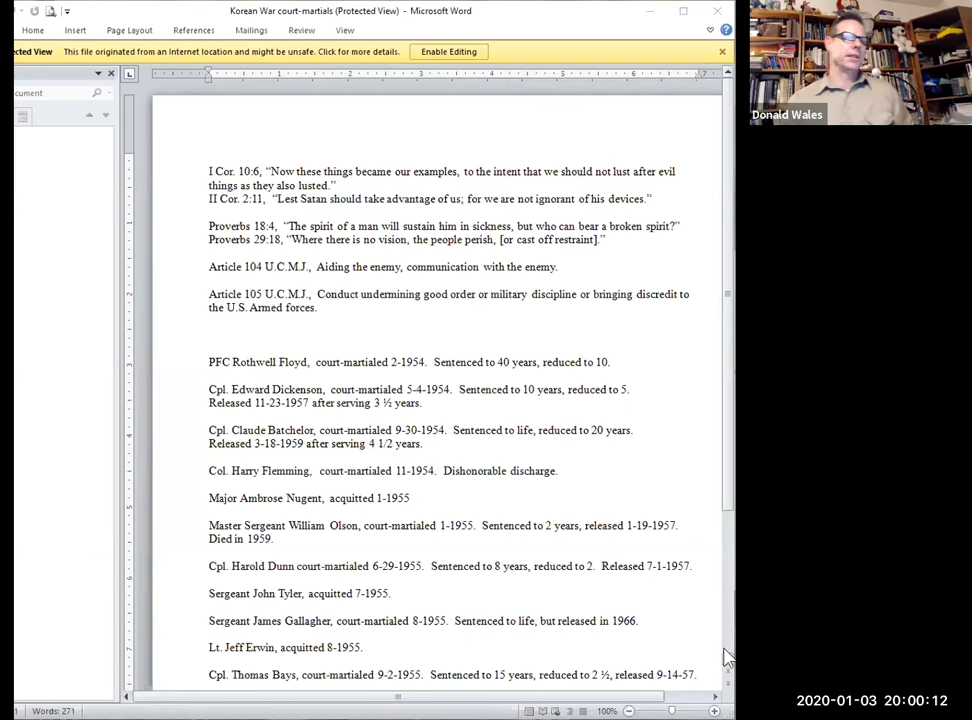 Korean War court-martials (Protected View) - Microsoft Word
Home Insert Page Layout References Mailings Review View
ected View This file originated from an Internet location and might be unsafe. Click for more details. Enable Editing
1 2 3 4 5 6 7
ocument
I Cor. 10:6, “Now these things became our examples, to the intent that we should not lust after evil
things as they also lusted.”
II Cor. 2:11, “Lest Satan should take advantage of us; for we are not ignorant of his devices.”
Proverbs 18:4, “The spirit of a man will sustain him in sickness, but who can bear a broken spirit?”
Proverbs 29:18, “Where there is no vision, the people perish, [or cast off restraint].”
Article 104 U.C.M.J., Aiding the enemy, communication with the enemy.
Article 105 U.C.M.J., Conduct undermining good order or military discipline or bringing discredit to
the U.S. Armed forces.
PFC Rothwell Floyd, court-martialed 2-1954. Sentenced to 40 years, reduced to 10.
Cpl. Edward Dickenson, court-martialed 5-4-1954. Sentenced to 10 years, reduced to 5.
Released 11-23-1957 after serving 3 ½ years.
Cpl. Claude Batchelor, court-martialed 9-30-1954. Sentenced to life, reduced to 20 years.
Released 3-18-1959 after serving 4 1/2 years.
Col. Harry Flemming, court-martialed 11-1954. Dishonorable discharge.
Major Ambrose Nugent, acquitted 1-1955
Master Sergeant William Olson, court-martialed 1-1955. Sentenced to 2 years, released 1-19-1957.
Died in 1959.
Cpl. Harold Dunn court-martialed 6-29-1955. Sentenced to 8 years, reduced to 2. Released 7-1-1957.
Sergeant John Tyler, acquitted 7-1955.
Sergeant James Gallagher, court-martialed 8-1955. Sentenced to life, but released in 1966.
Lt. Jeff Erwin, acquitted 8-1955.
Cpl. Thomas Bays, court-martialed 9-2-1955. Sentenced to 15 years, reduced to 2 ½, released 9-14-57.
1 Words: 271 100%
Donald Wales
2020-01-03 20:00:12